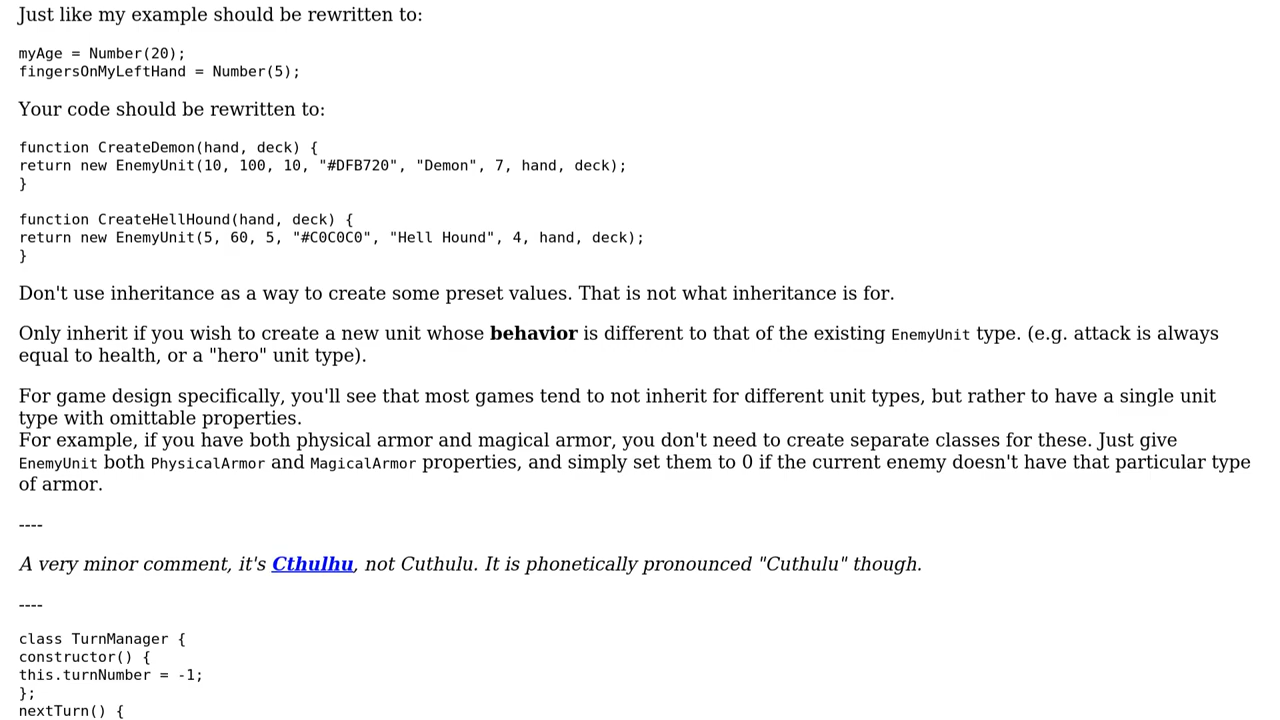 Just like my example should be rewritten to:
myAge = Number(20);
fingersOnMyLeftHand = Number(5);
Your code should be rewritten to:
function CreateDemon(hand, deck) {
return new EnemyUnit(10, 100, 10, "#DFB720", "Demon", 7, hand, deck);
}
function CreateHellHound(hand, deck) {
return new EnemyUnit(5, 60, 5, "#C0C0C0", "Hell Hound", 4, hand, deck);
}
Don't use inheritance as a way to create some preset values. That is not what inheritance is for.
Only inherit if you wish to create a new unit whose behavior is different to that of the existing EnemyUnit type. (e.g. attack is always
equal to health, or a "hero" unit type).
For game design specifically, you'll see that most games tend to not inherit for different unit types, but rather to have a single unit
type with omittable properties.
For example, if you have both physical armor and magical armor, you don't need to create separate classes for these. Just give
EnemyUnit both PhysicalArmor and MagicalArmor properties, and simply set them to 0 if the current enemy doesn't have that particular type
of armor.
----
A very minor comment, it's Cthulhu, not Cuthulu. It is phonetically pronounced "Cuthulu" though.
----
class TurnManager {
constructor() {
this.turnNumber = -1;
};
nextTurn() {